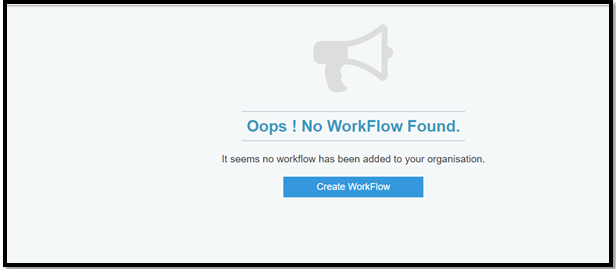 Oops ! No WorkFlow Found.
It seems no workflow has been added to your organisation.
Create WorkFlow